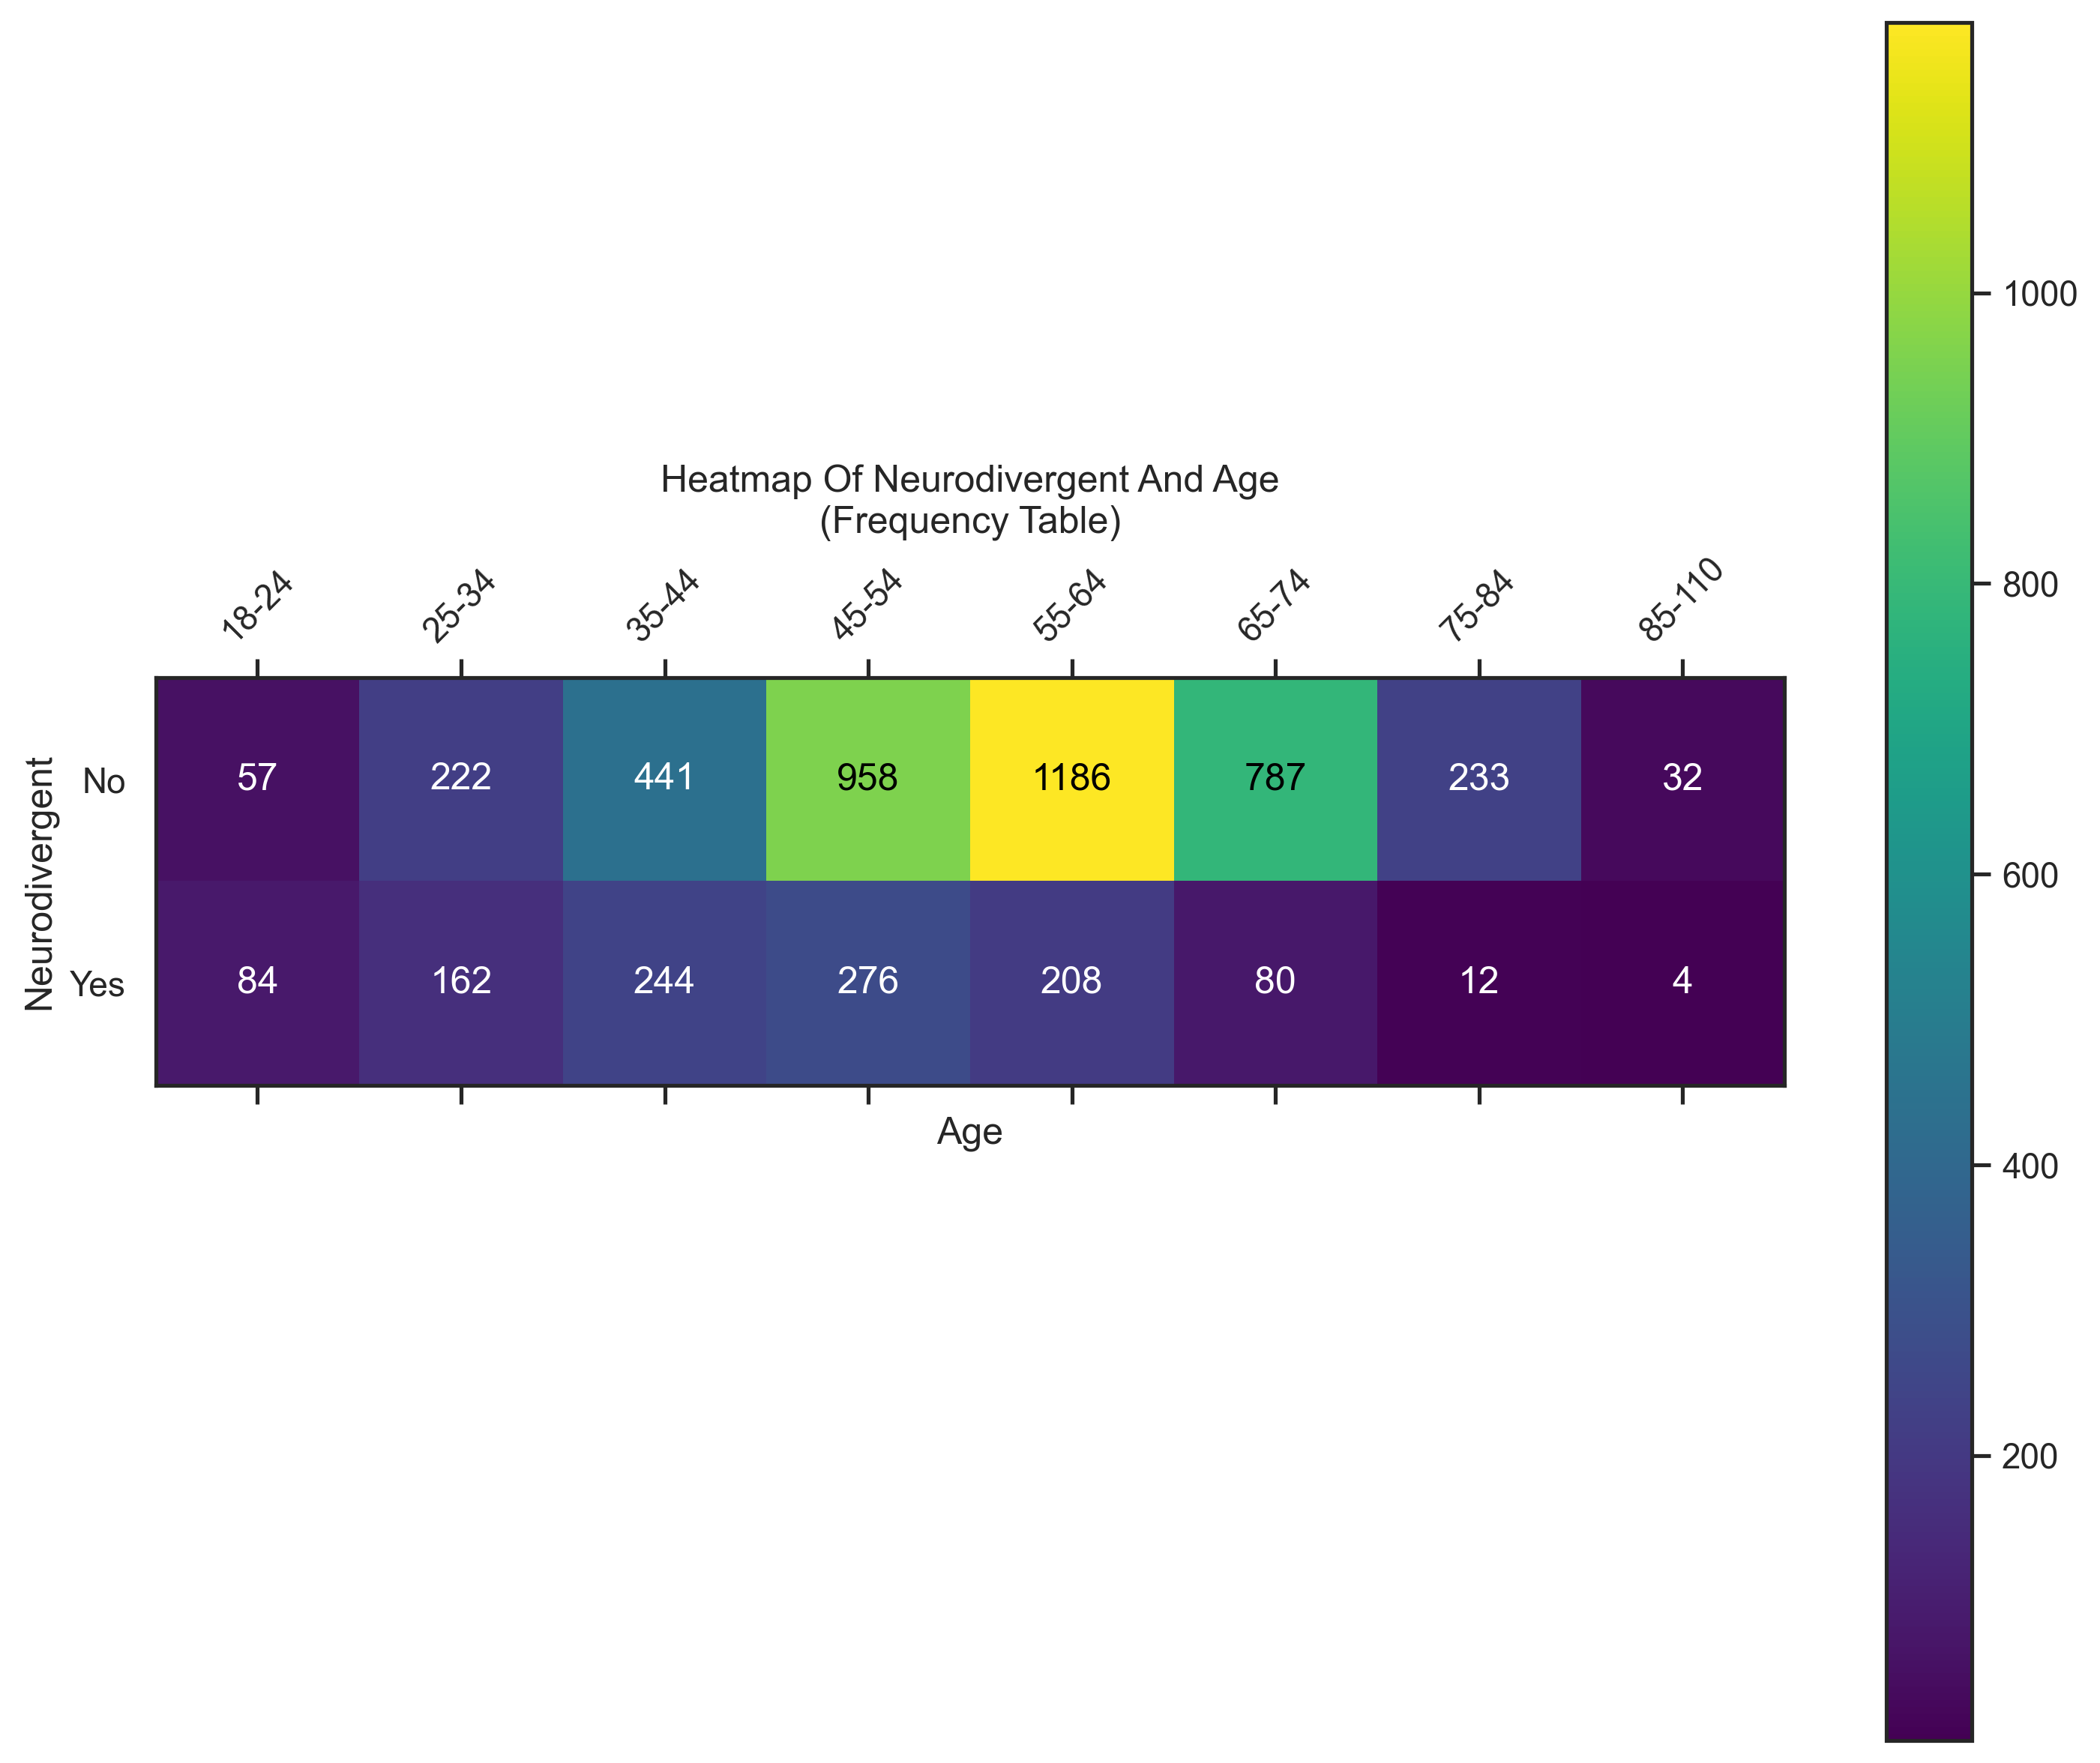 Heatmap Of Neurodivergent And Age
(Frequency Table)
18-24 25-34 35-44 45-54 55-64 65-74 75-84 85-110
Neurodivergent
No 57 222 441 958 1186 787 233 32
Yes 84 162 244 276 208 80 12 4
Age
1000
800
600
400
200